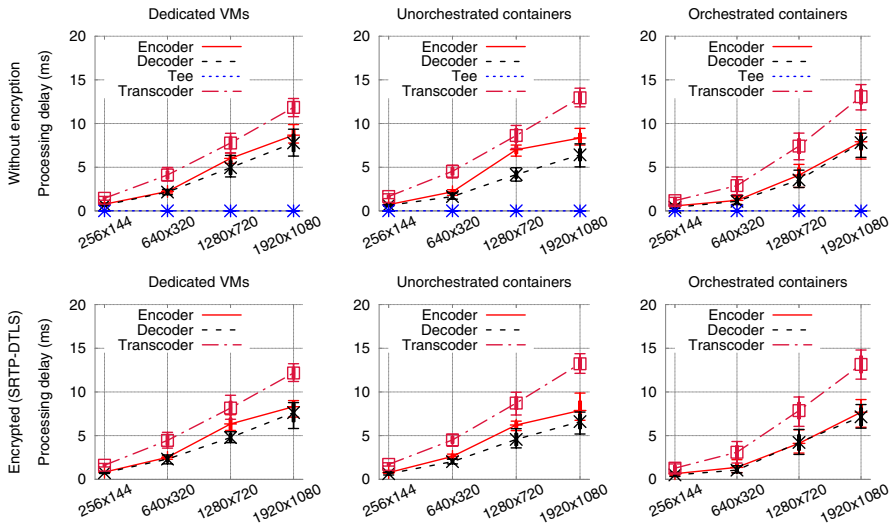 Dedicated VMs
Unorchestrated containers
Orchestrated containers
Without encryption
Processing delay (ms)
20
15
10
5
0
Encoder
Decoder
Tee
Transcoder
256x144
640x320
1280x720
1920x1080
20
15
10
5
0
Encoder
Decoder
Tee
Transcoder
256x144
640x320
1280x720
1920x1080
20
15
10
5
0
Encoder
Decoder
Tee
Transcoder
256x144
640x320
1280x720
1920x1080
Dedicated VMs
Unorchestrated containers
Orchestrated containers
Encrypted (SRTP-DTLS)
Processing delay (ms)
20
15
10
5
0
Encoder
Decoder
Transcoder
256x144
640x320
1280x720
1920x1080
20
15
10
5
0
Encoder
Decoder
Transcoder
256x144
640x320
1280x720
1920x1080
20
15
10
5
0
Encoder
Decoder
Transcoder
256x144
640x320
1280x720
1920x1080